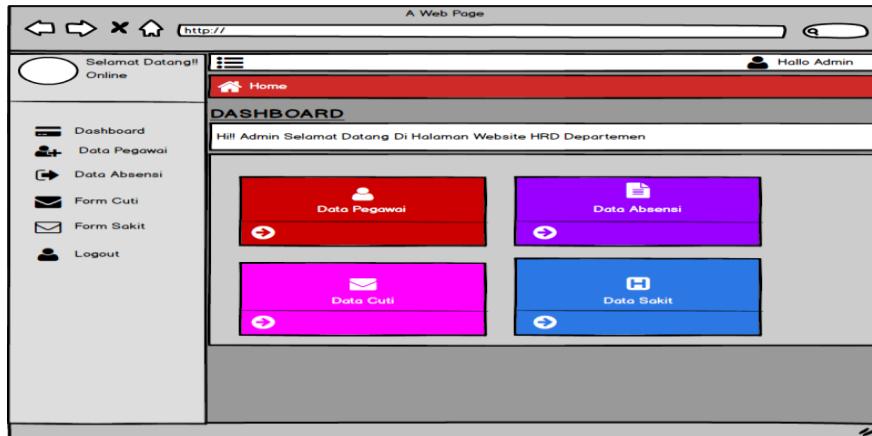 A Web Page
http://
Selamat Datang!!
Online
Hallo Admin
Home
DASHBOARD
Hi!! Admin Selamat Datang Di Halaman Website HRD Departemen
Dashboard
Data Pegawai
Data Absensi
Form Cuti
Form Sakit
Logout
Data Pegawai
Data Absensi
Data Cuti
H
Data Sakit